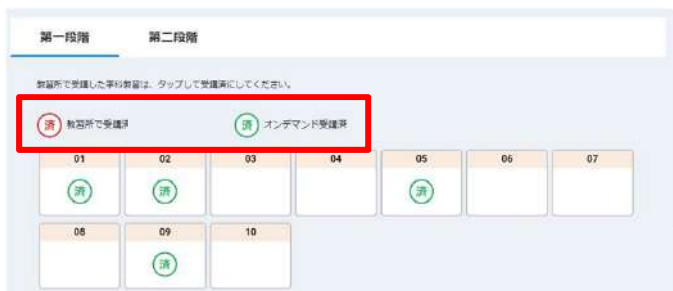 第一段階 第二段階
教習所で受講した学科教習は、タップして受講済にしてください。
済 教習所で受講済 済 オンデマンド受講済
01 02 03 04 05 06 07
済 済 済
08 09 10
済